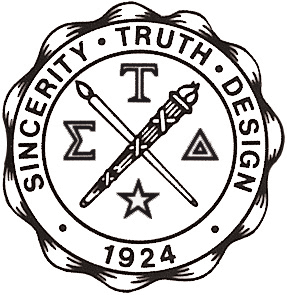 SINCERITY · TRUTH · DESIGN
Τ
Σ Δ
· 1924 ·